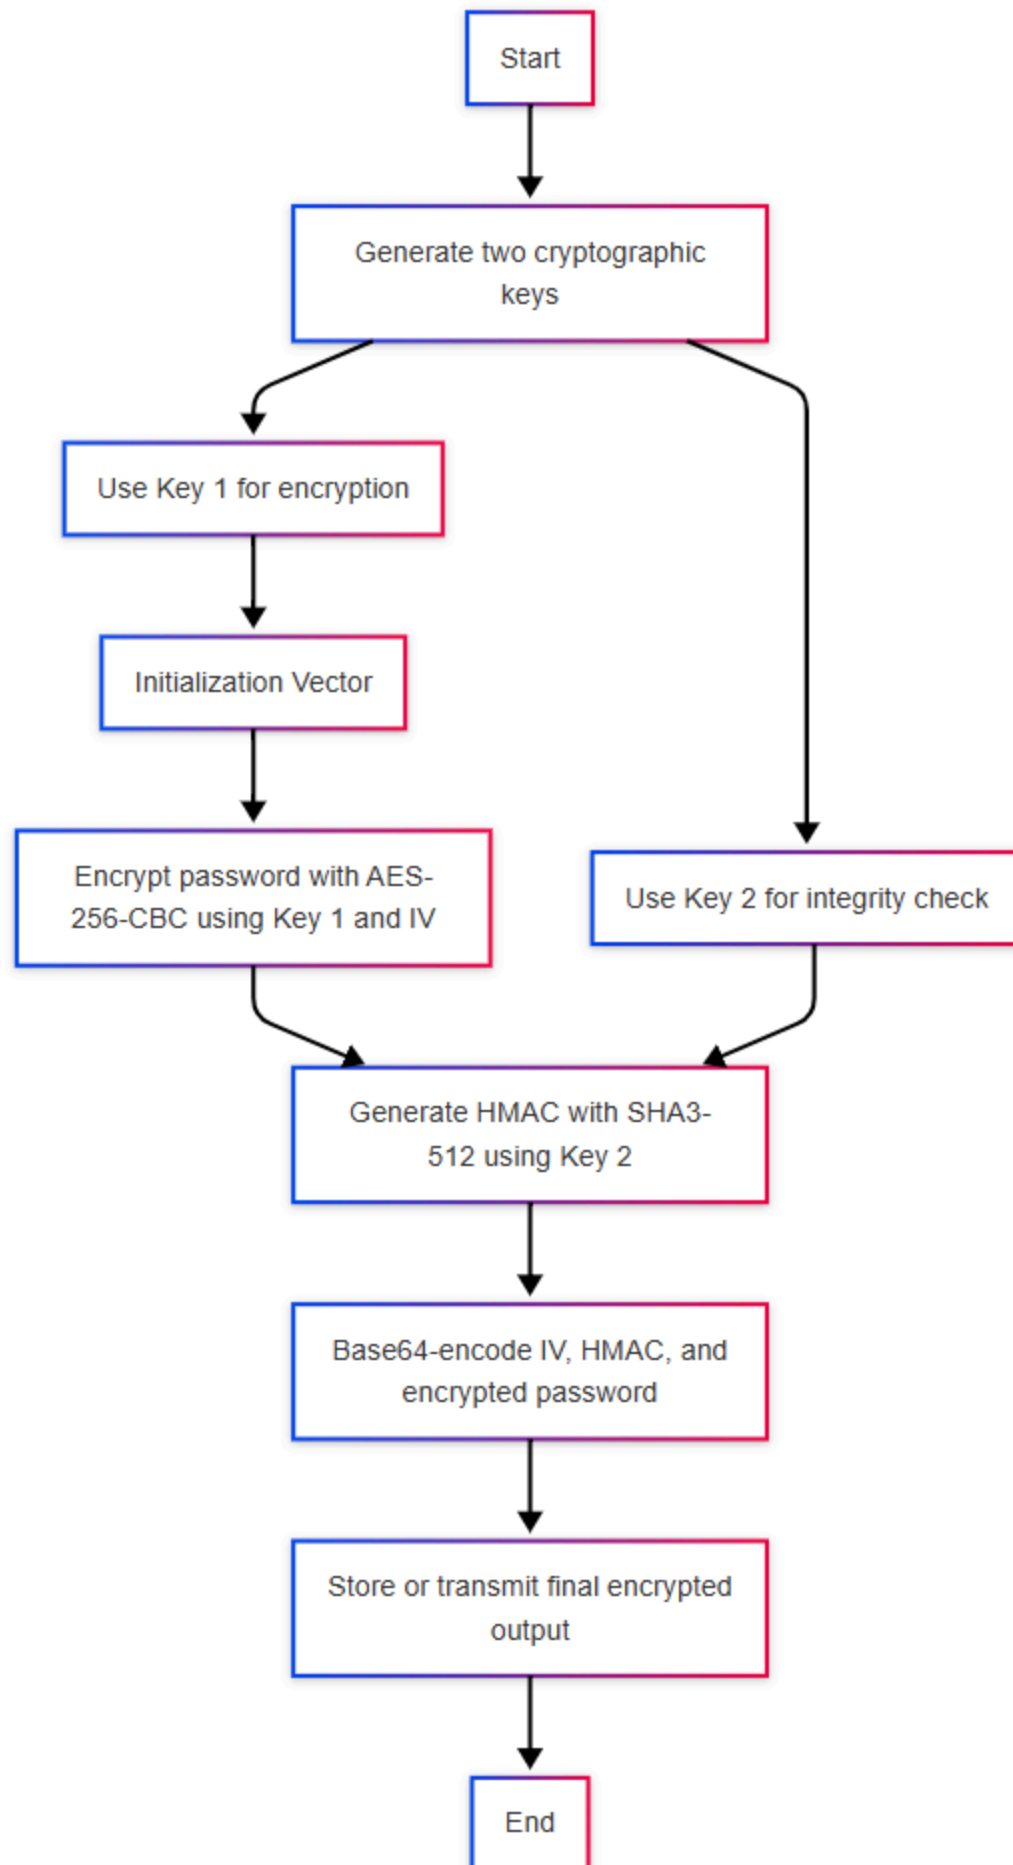 Start
Generate two cryptographic
keys
Use Key 1 for encryption
Initialization Vector
Encrypt password with AES-
256-CBC using Key 1 and IV
Use Key 2 for integrity check
Generate HMAC with SHA3-
512 using Key 2
Base64-encode IV, HMAC, and
encrypted password
Store or transmit final encrypted
output
End